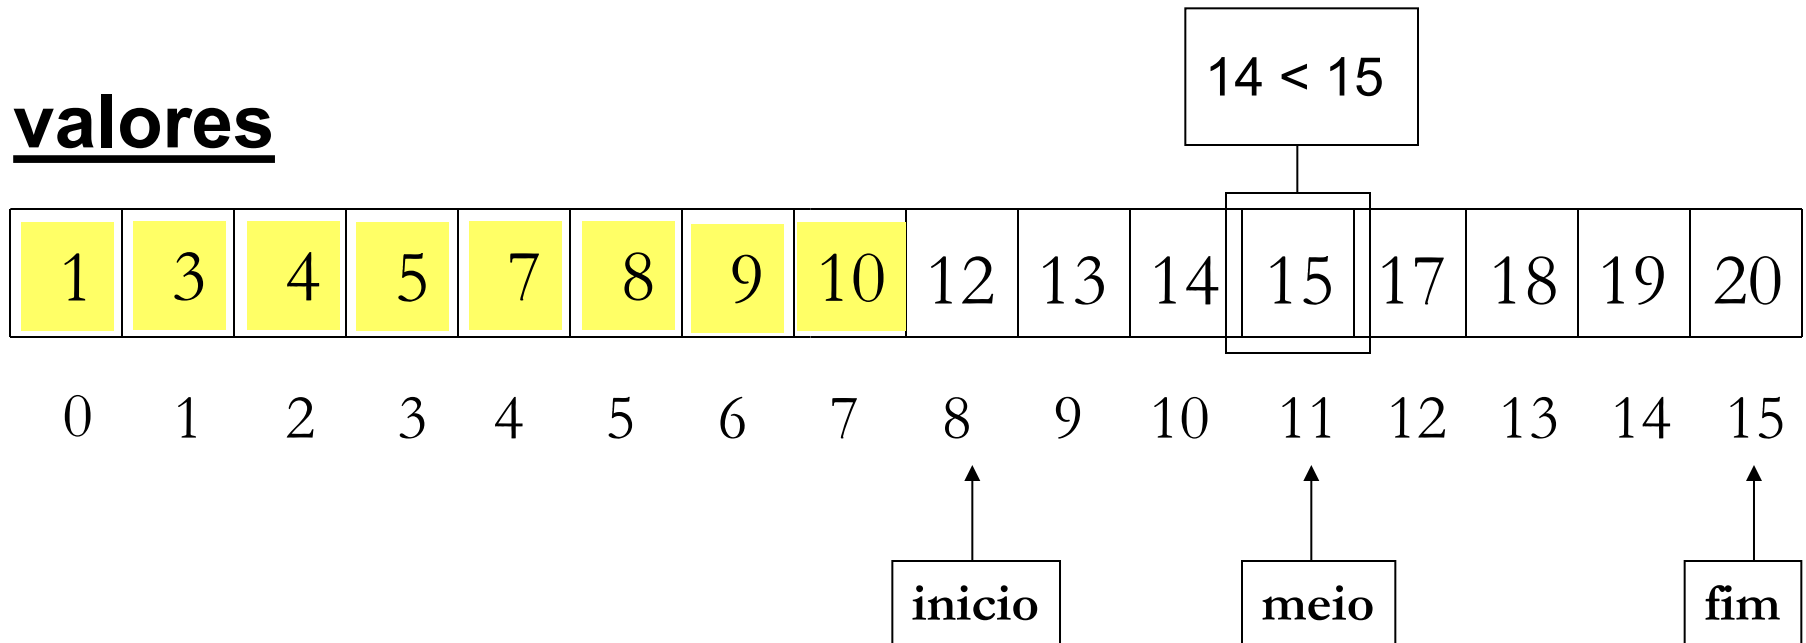 14 < 15
valores
1 3 4 5 7 8 9 10 12 13 14 15 17 18 19 20
0 1 2 3 4 5 6 7 8 9 10 11 12 13 14 15
inicio meio fim